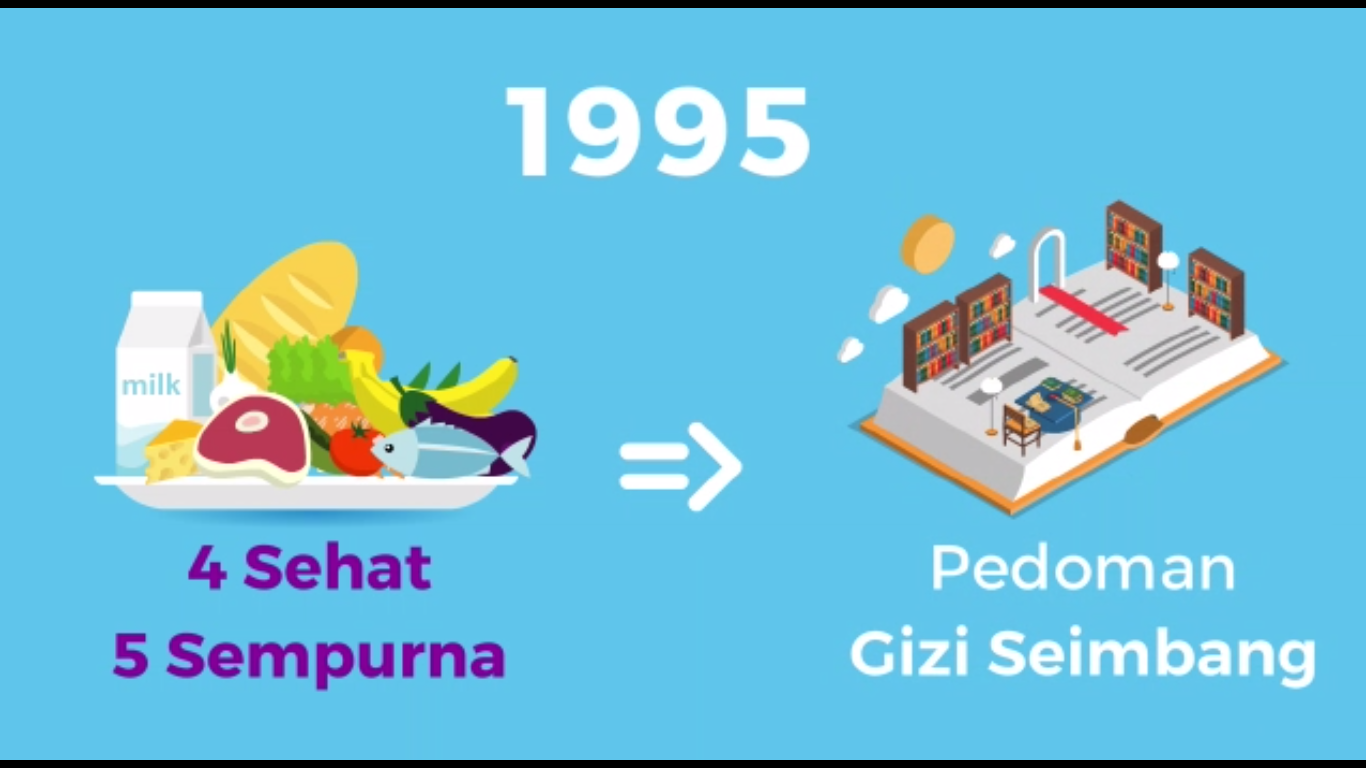 1995
milk
4 Sehat
5 Sempurna
Pedoman
Gizi Seimbang